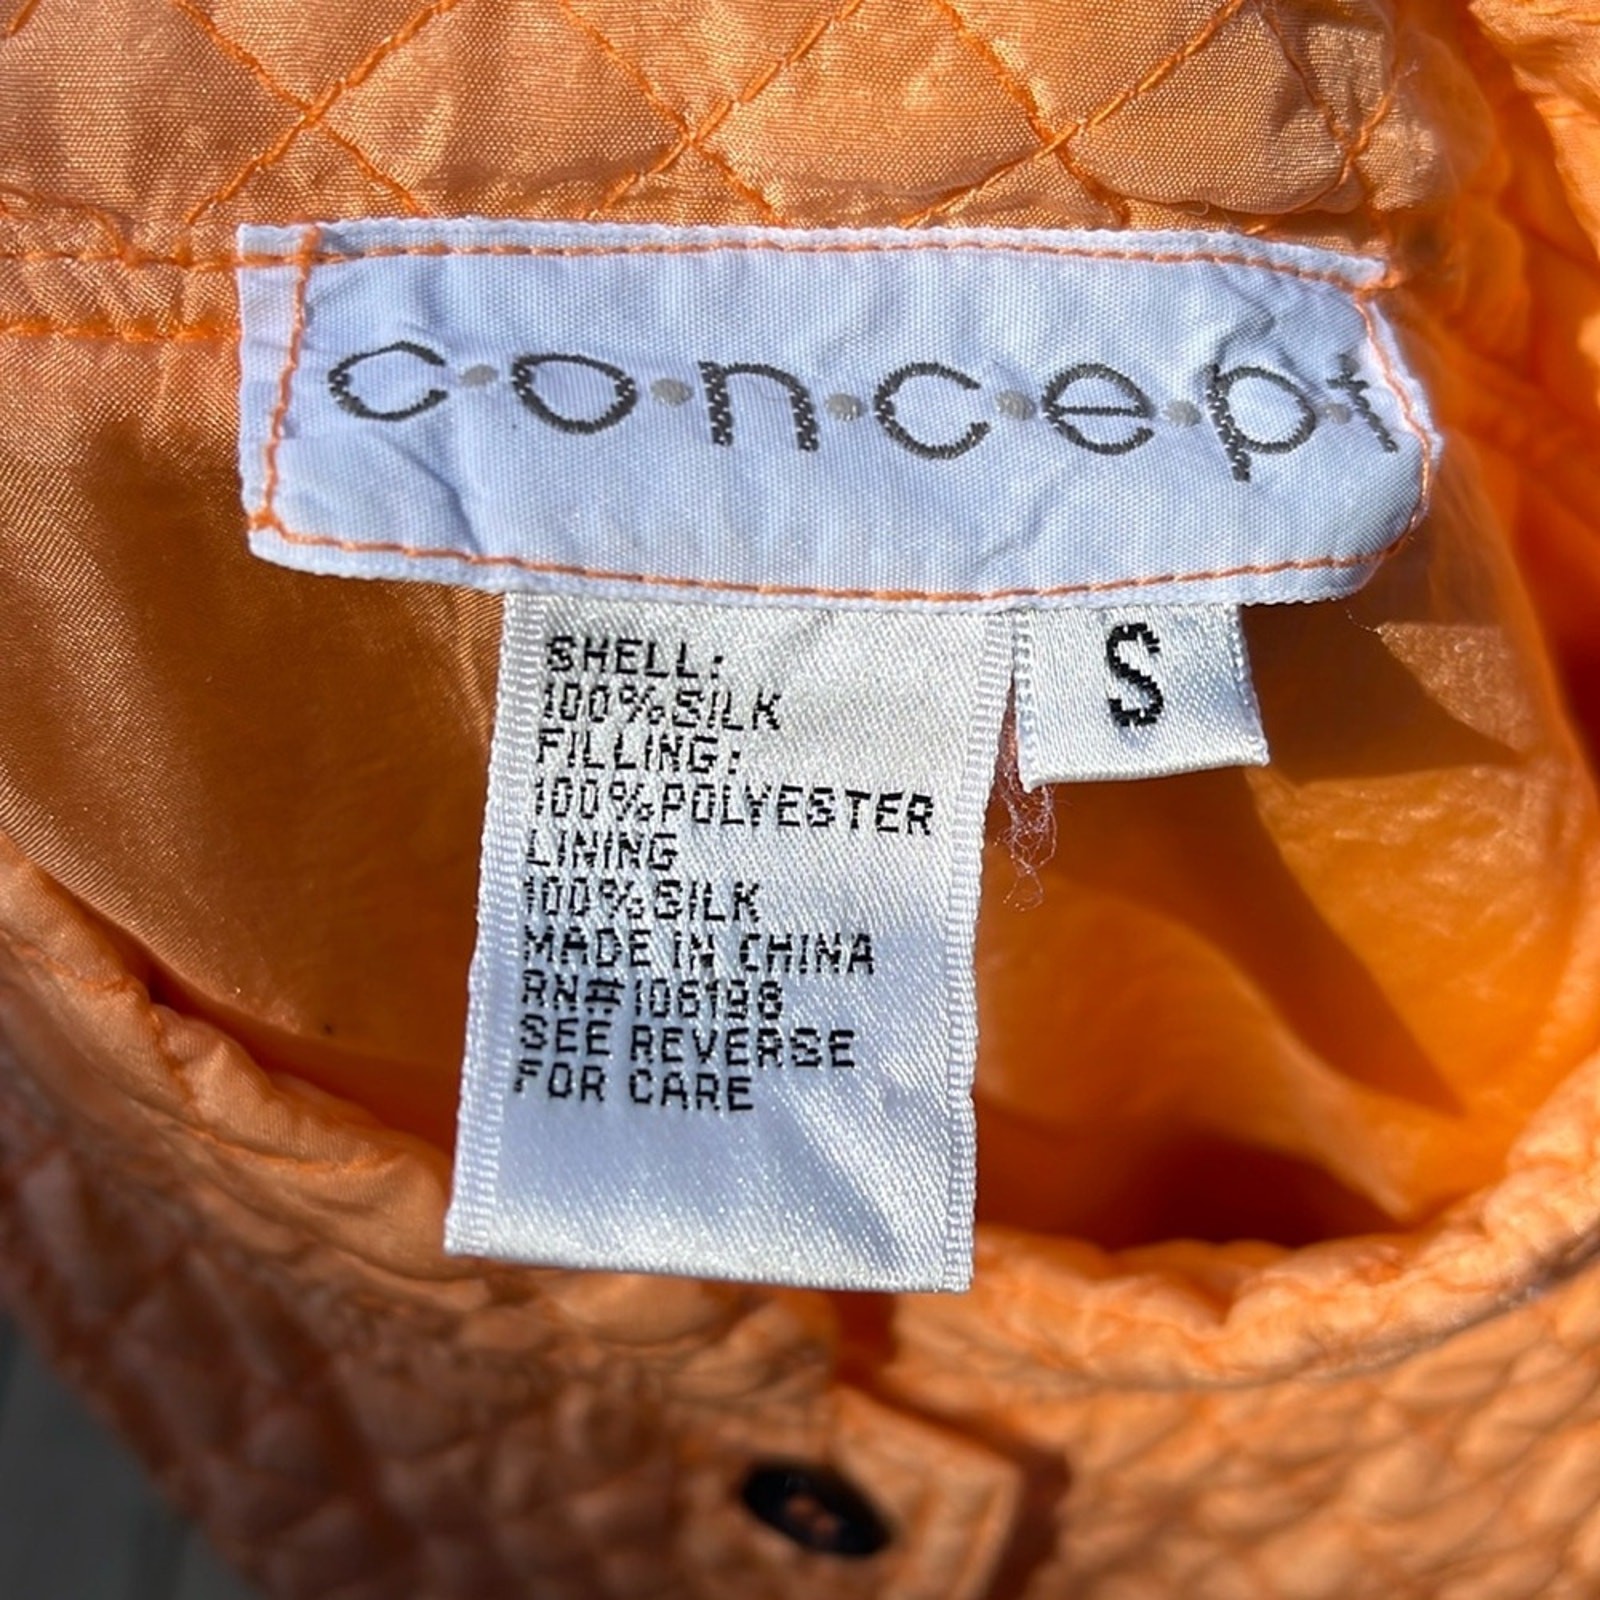 c·o·n·c·e·p·t
S
SHELL:
100%SILK
FILLING:
100%POLYESTER
LINING
100%SILK
MADE IN CHINA
RN#106198
SEE REVERSE
FOR CARE